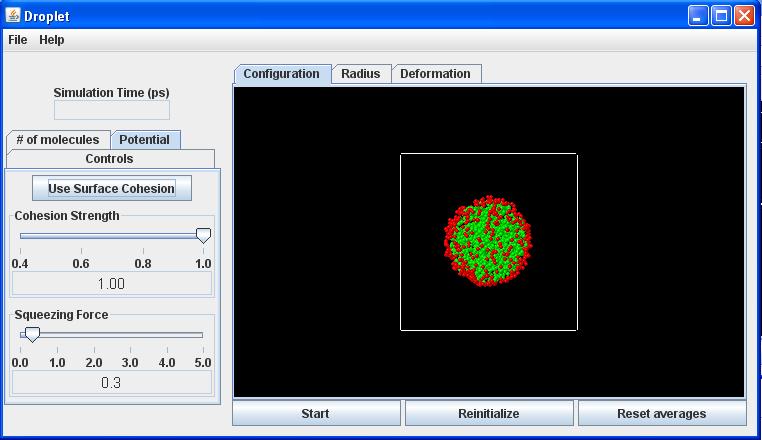 Droplet
File Help
Configuration Radius Deformation
Simulation Time (ps)
# of molecules Potential
Controls
Use Surface Cohesion
Cohesion Strength
0.4 0.6 0.8 1.0
1.00
Squeezing Force
0.0 1.0 2.0 3.0 4.0 5.0
0.3
Start Reinitialize Reset averages